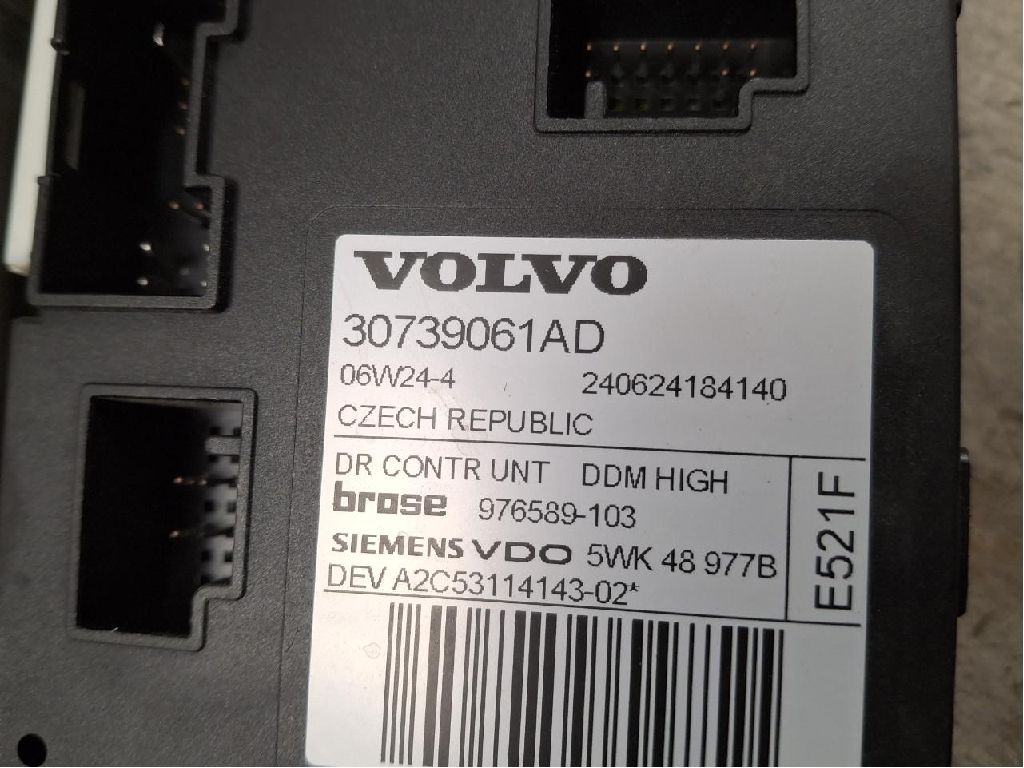 VOLVO
30739061AD
06W24-4 240624184140
CZECH REPUBLIC
DR CONTR UNT DDM HIGH
brose 976589-103
SIEMENS VDO 5WK 48 977B
DEV A2C53114143-02*
E521F